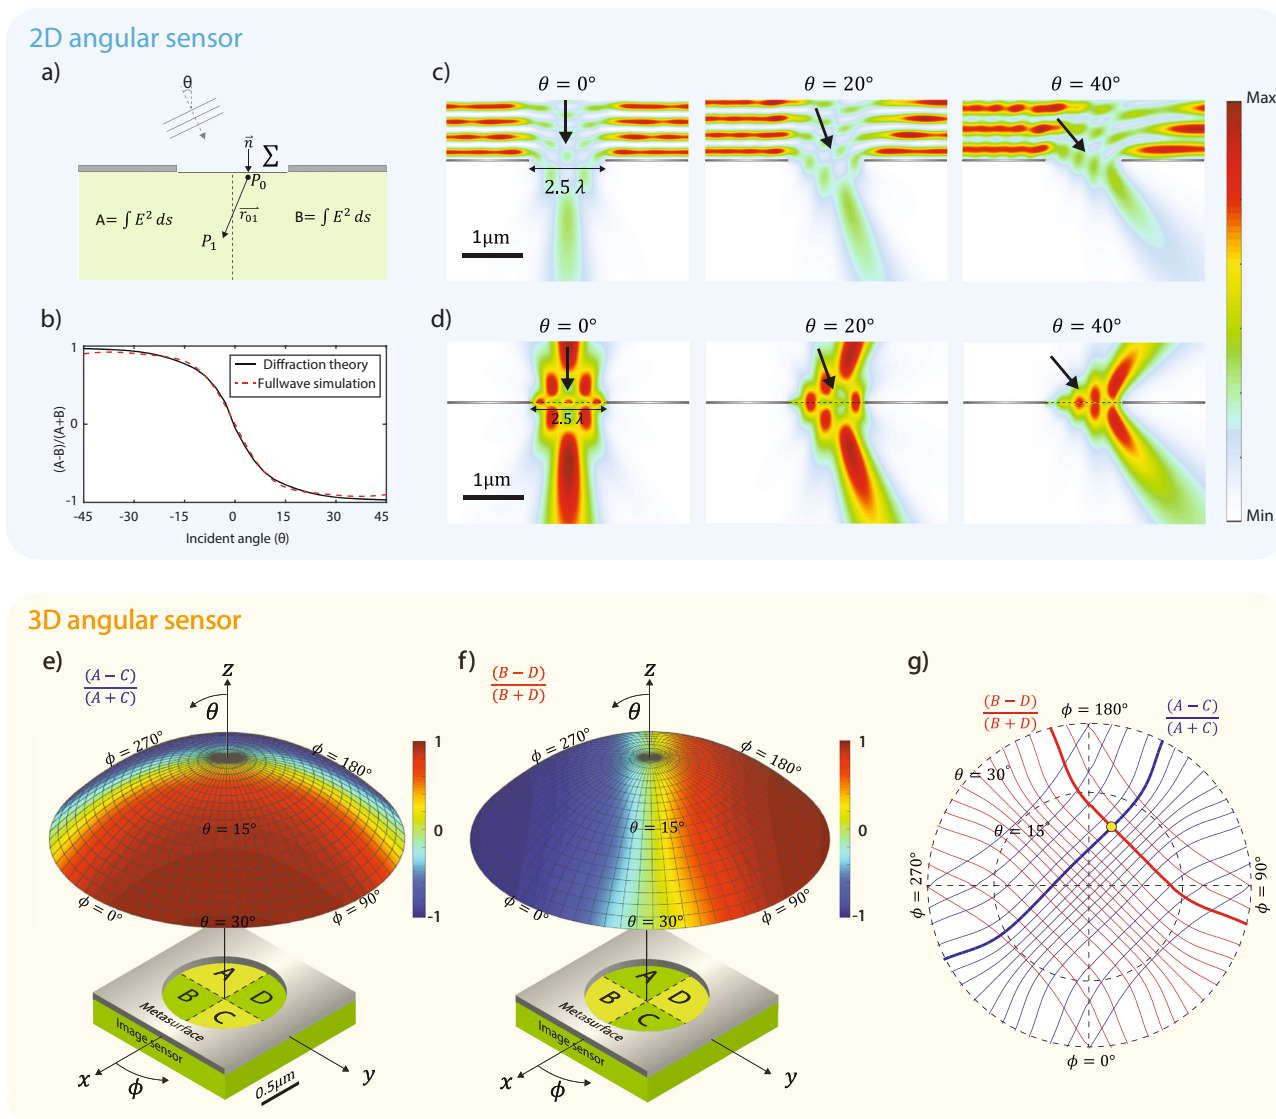 2D angular sensor
a)
θ
n⃗
Σ
P₀
A= ∫ E² ds
r₀₁
B= ∫ E² ds
P₁
b)
1
0
-1
(A-B)/(A+B)
Diffraction theory
Fullwave simulation
-45 -30 -15 0 15 30 45
Incident angle (θ)
c)
θ = 0°
θ = 20°
θ = 40°
2.5 λ
1µm
d)
θ = 0°
θ = 20°
θ = 40°
2.5 λ
1µm
Max
Min
3D angular sensor
e)
(A − C)
(A + C)
z
θ
ϕ = 270°
ϕ = 180°
θ = 15°
ϕ = 0°
θ = 30°
ϕ = 90°
1
0
-1
A
B
D
C
Metasurface
Image sensor
x
ϕ
0.5µm
y
f)
(B − D)
(B + D)
z
θ
ϕ = 270°
ϕ = 180°
θ = 15°
ϕ = 0°
θ = 30°
ϕ = 90°
1
0
-1
A
B
D
C
Metasurface
Image sensor
x
ϕ
y
g)
(B − D)
(B + D)
ϕ = 180°
(A − C)
(A + C)
θ = 30°
θ = 15°
ϕ = 270°
ϕ = 90°
ϕ = 0°